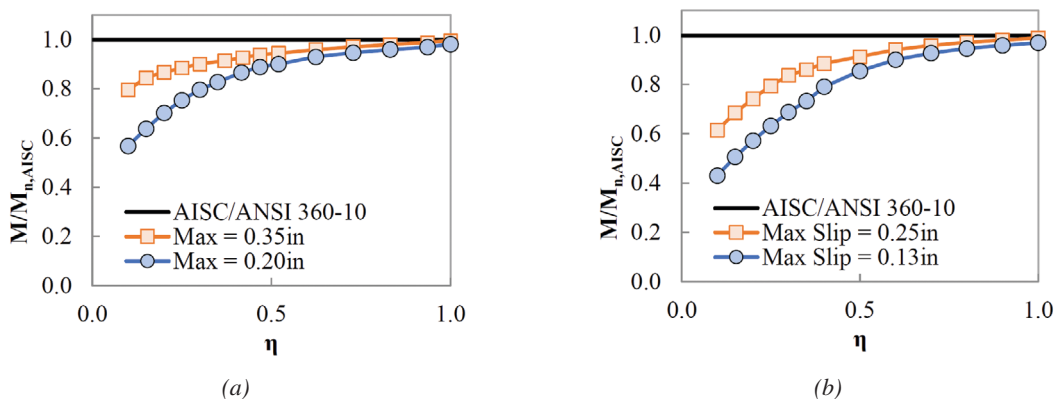 M/Mn,AISC
1.0
0.8
0.6
0.4
0.2
0.0
AISC/ANSI 360-10
Max = 0.35in
Max = 0.20in
0.0
0.5
1.0
η
(a)
M/Mn,AISC
1.0
0.8
0.6
0.4
0.2
0.0
AISC/ANSI 360-10
Max Slip = 0.25in
Max Slip = 0.13in
0.0
0.5
1.0
η
(b)